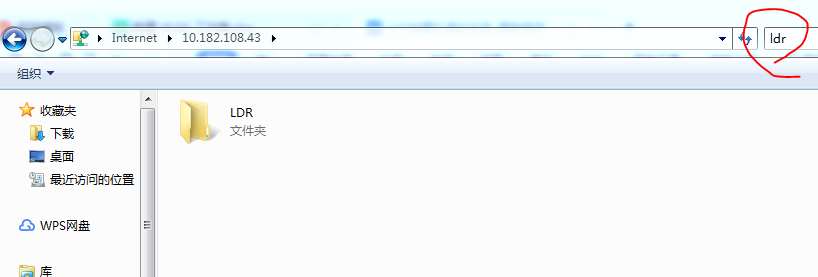 Internet 10.182.108.43 ldr
组织
收藏夹
下载
桌面
最近访问的位置
WPS网盘
库
LDR
文件夹